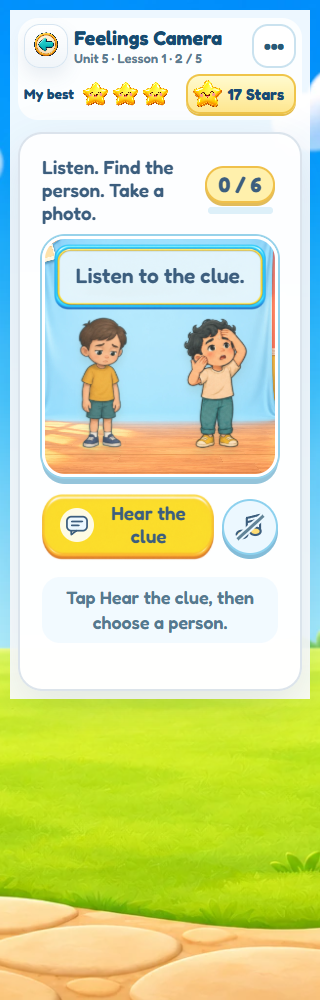 Feelings Camera
Unit 5 · Lesson 1 · 2 / 5
My best
17 Stars
Listen. Find the
person. Take a
photo.
0 / 6
Listen to the clue.
Hear the
clue
Tap Hear the clue, then
choose a person.